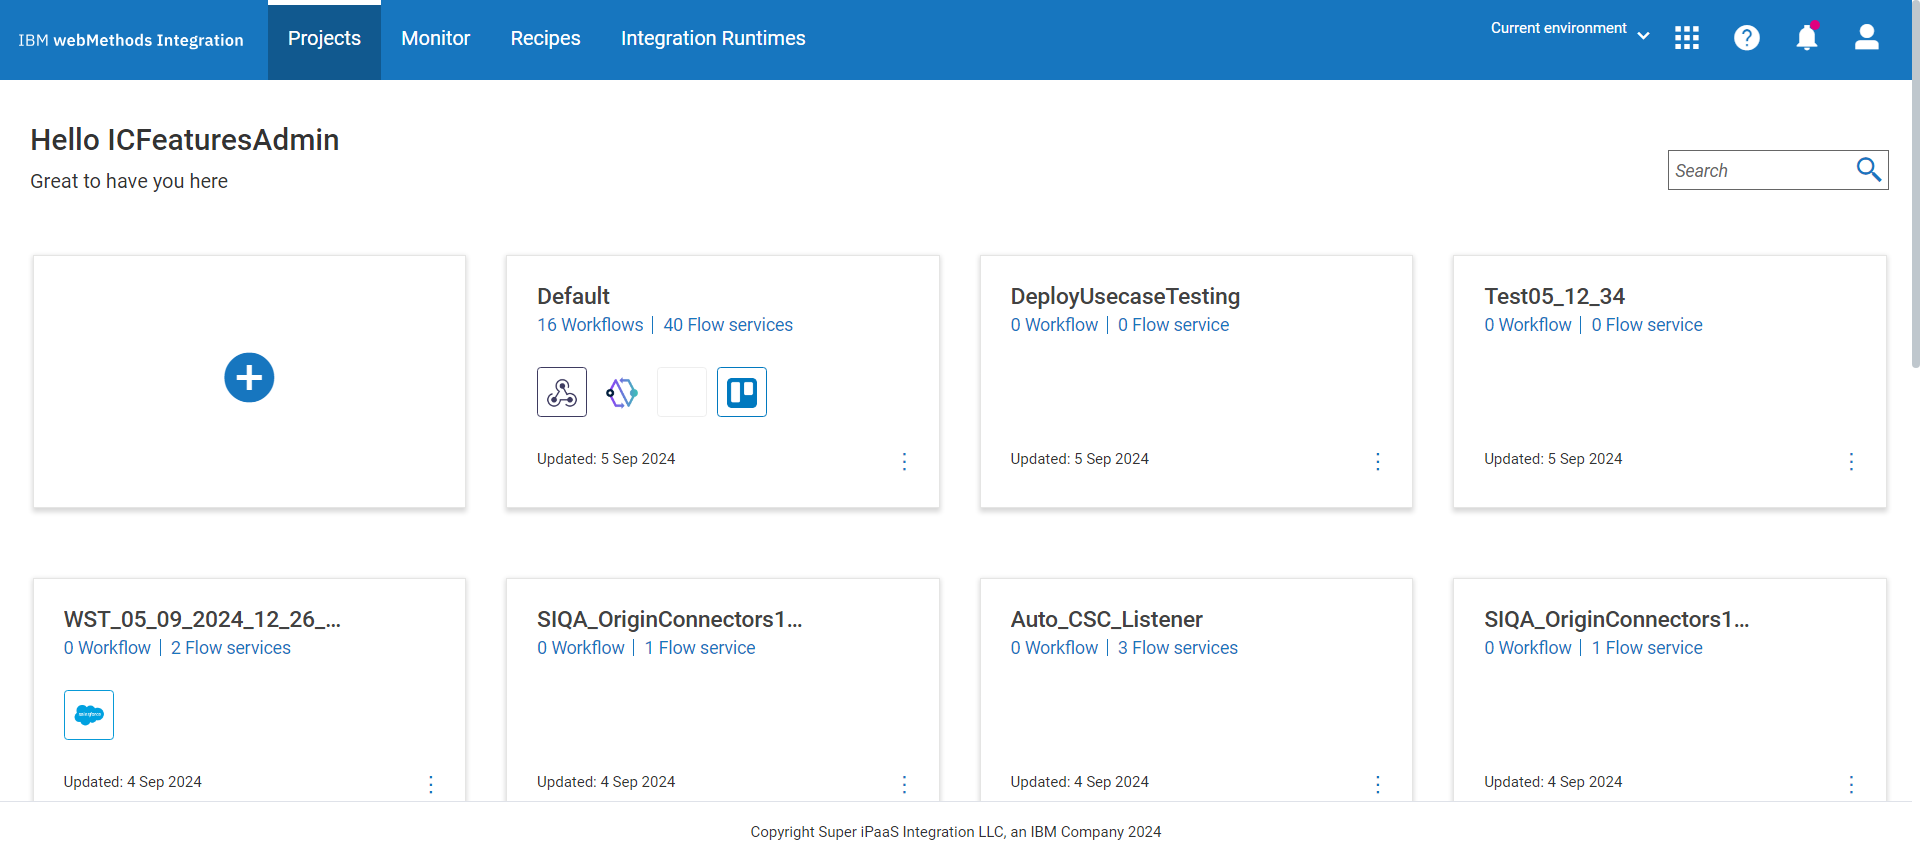 IBM webMethods Integration
Projects
Monitor
Recipes
Integration Runtimes
Current environment
Hello ICFeaturesAdmin
Great to have you here
Search
Default
16 Workflows | 40 Flow services
Updated: 5 Sep 2024
DeployUsecaseTesting
0 Workflow | 0 Flow service
Updated: 5 Sep 2024
Test05_12_34
0 Workflow | 0 Flow service
Updated: 5 Sep 2024
WST_05_09_2024_12_26_...
0 Workflow | 2 Flow services
salesforce
Updated: 4 Sep 2024
SIQA_OriginConnectors1...
0 Workflow | 1 Flow service
Updated: 4 Sep 2024
Auto_CSC_Listener
0 Workflow | 3 Flow services
Updated: 4 Sep 2024
SIQA_OriginConnectors1...
0 Workflow | 1 Flow service
Updated: 4 Sep 2024
Copyright Super iPaaS Integration LLC, an IBM Company 2024